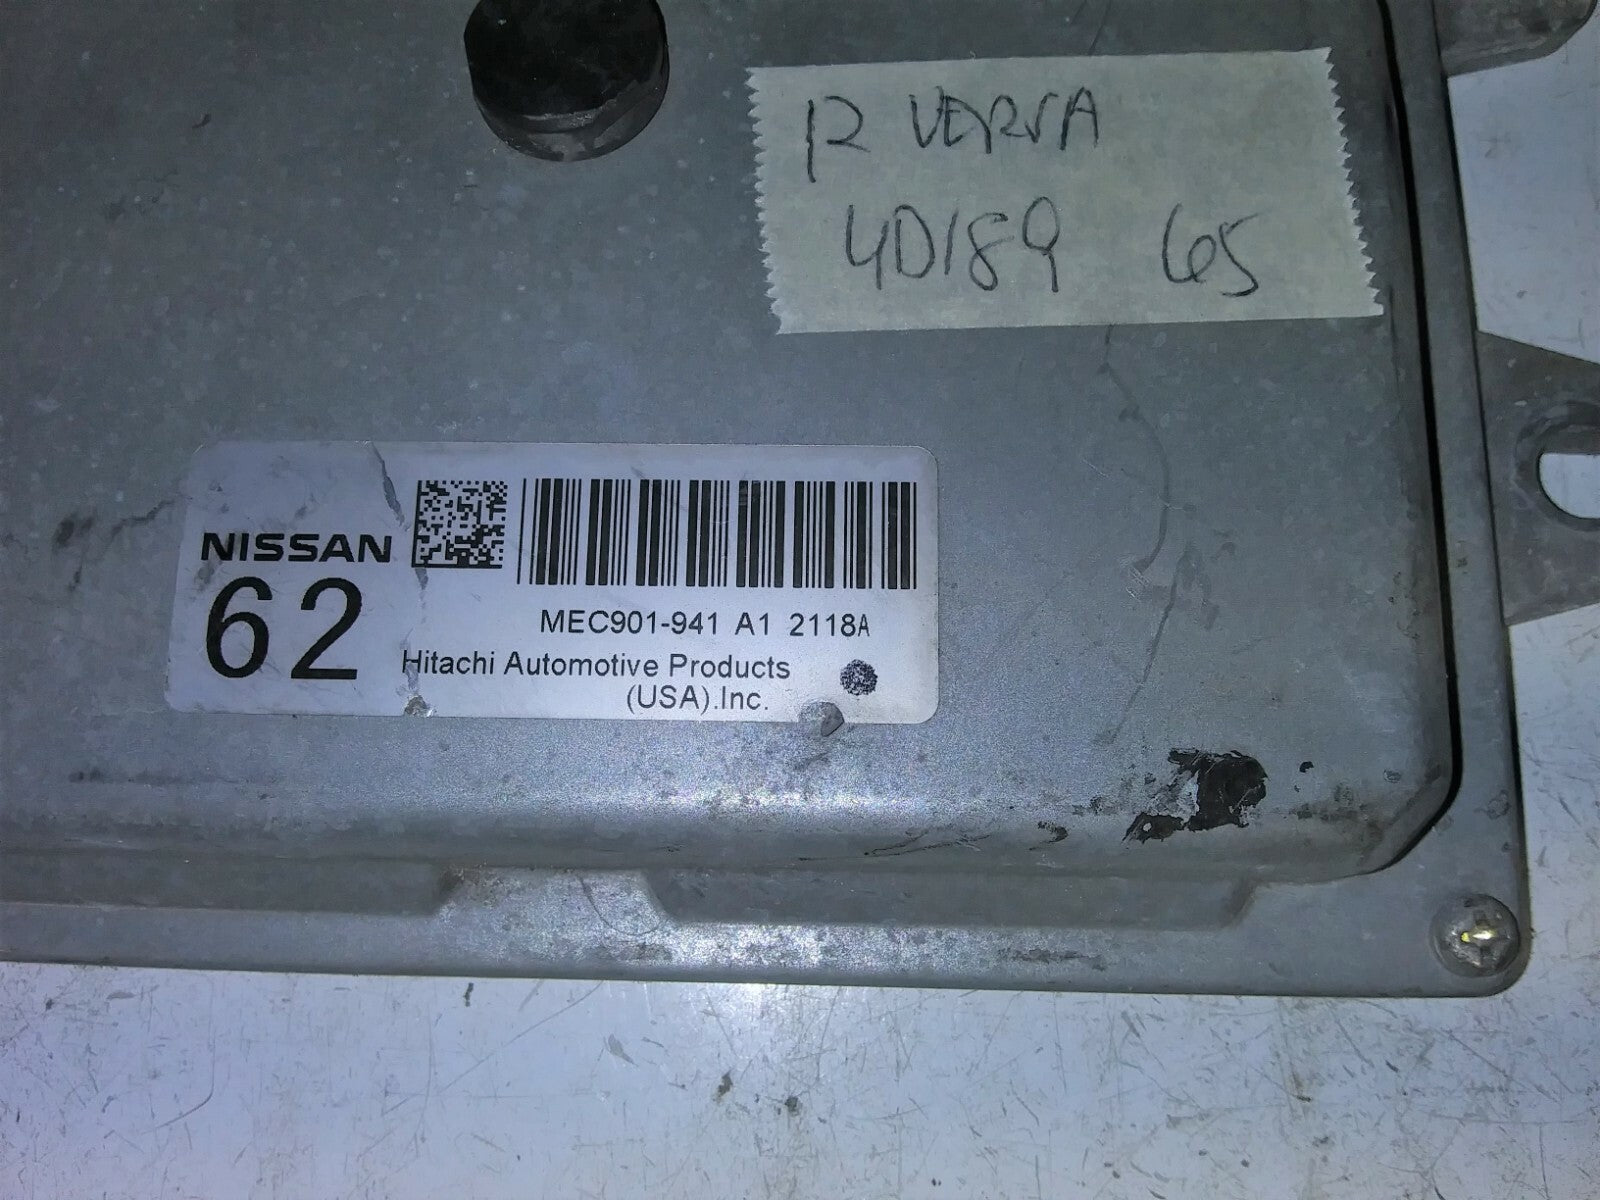 12 VERSA
4D189 65
NISSAN
62
MEC901-941 A1 2118A
Hitachi Automotive Products
(USA).Inc.